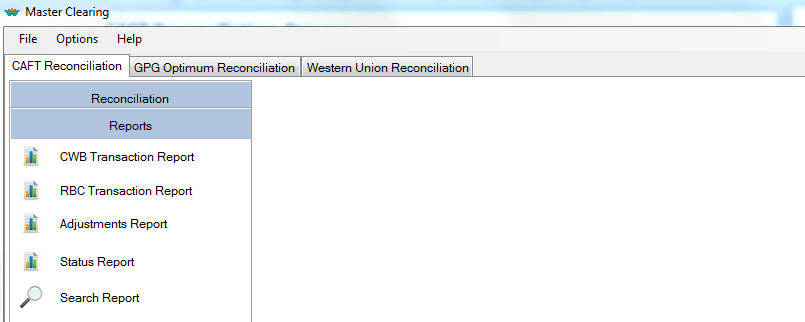 Master Clearing
File Options Help
CAFT Reconciliation GPG Optimum Reconciliation Western Union Reconciliation
Reconciliation
Reports
CWB Transaction Report
RBC Transaction Report
Adjustments Report
Status Report
Search Report